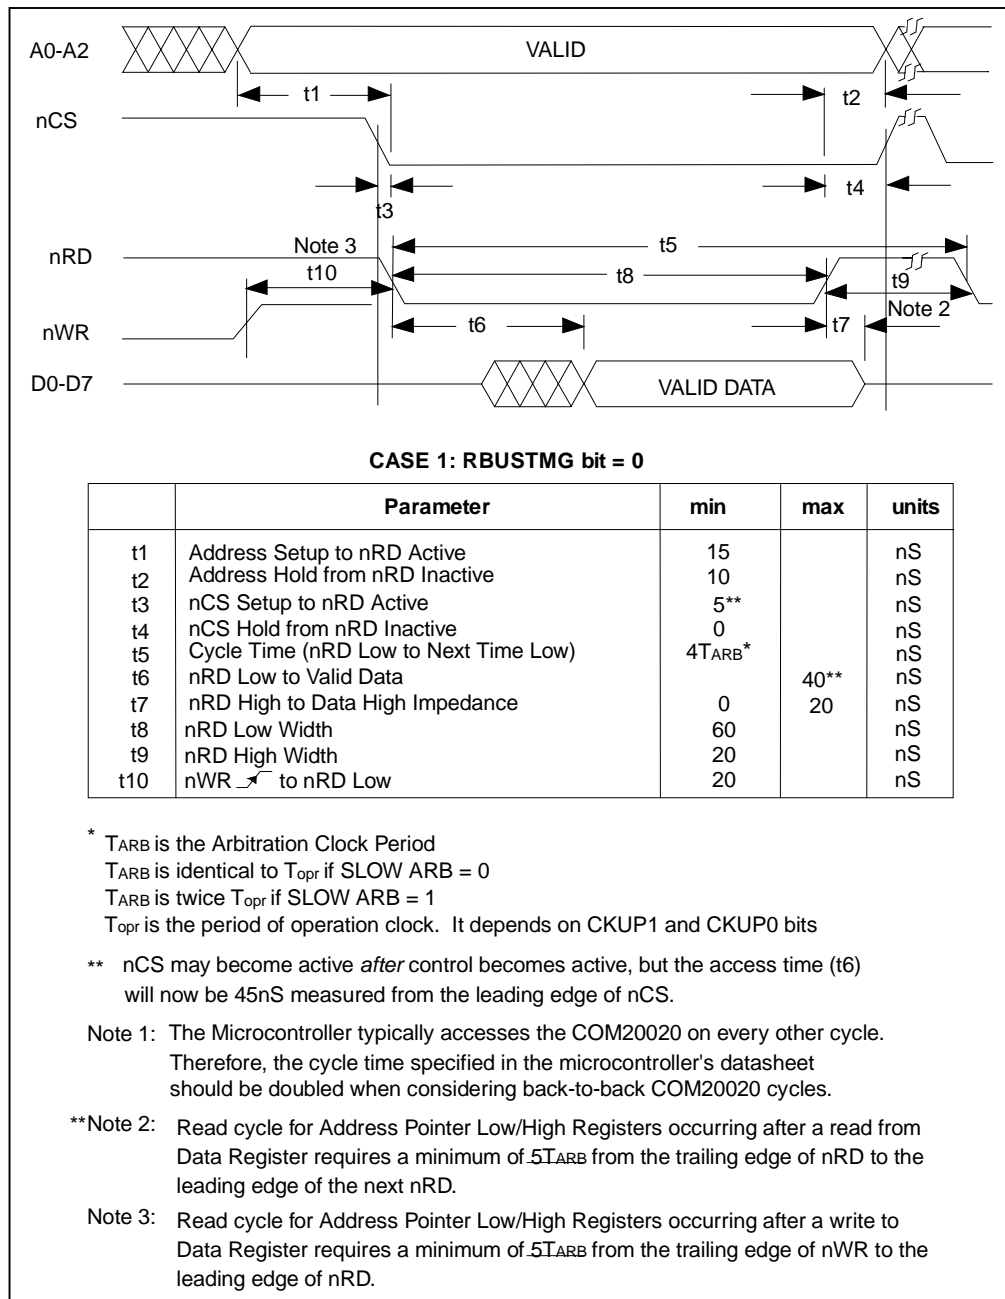 A0-A2 VALID
t1 t2
nCS
t3 t4
nRD Note 3 t5
t10 t8 t9
nWR t6 t7 Note 2
D0-D7 VALID DATA
CASE 1: RBUSTMG bit = 0
Parameter min max units
t1 Address Setup to nRD Active 15 nS
t2 Address Hold from nRD Inactive 10 nS
t3 nCS Setup to nRD Active 5** nS
t4 nCS Hold from nRD Inactive 0 nS
t5 Cycle Time (nRD Low to Next Time Low) 4TARB* nS
t6 nRD Low to Valid Data 40** nS
t7 nRD High to Data High Impedance 0 20 nS
t8 nRD Low Width 60 nS
t9 nRD High Width 20 nS
t10 nWR to nRD Low 20 nS
* TARB is the Arbitration Clock Period
TARB is identical to Topr if SLOW ARB = 0
TARB is twice Topr if SLOW ARB = 1
Topr is the period of operation clock. It depends on CKUP1 and CKUP0 bits
** nCS may become active after control becomes active, but the access time (t6)
will now be 45nS measured from the leading edge of nCS.
Note 1: The Microcontroller typically accesses the COM20020 on every other cycle.
Therefore, the cycle time specified in the microcontroller's datasheet
should be doubled when considering back-to-back COM20020 cycles.
**Note 2: Read cycle for Address Pointer Low/High Registers occurring after a read from
Data Register requires a minimum of 5TARB from the trailing edge of nRD to the
leading edge of the next nRD.
Note 3: Read cycle for Address Pointer Low/High Registers occurring after a write to
Data Register requires a minimum of 5TARB from the trailing edge of nWR to the
leading edge of nRD.